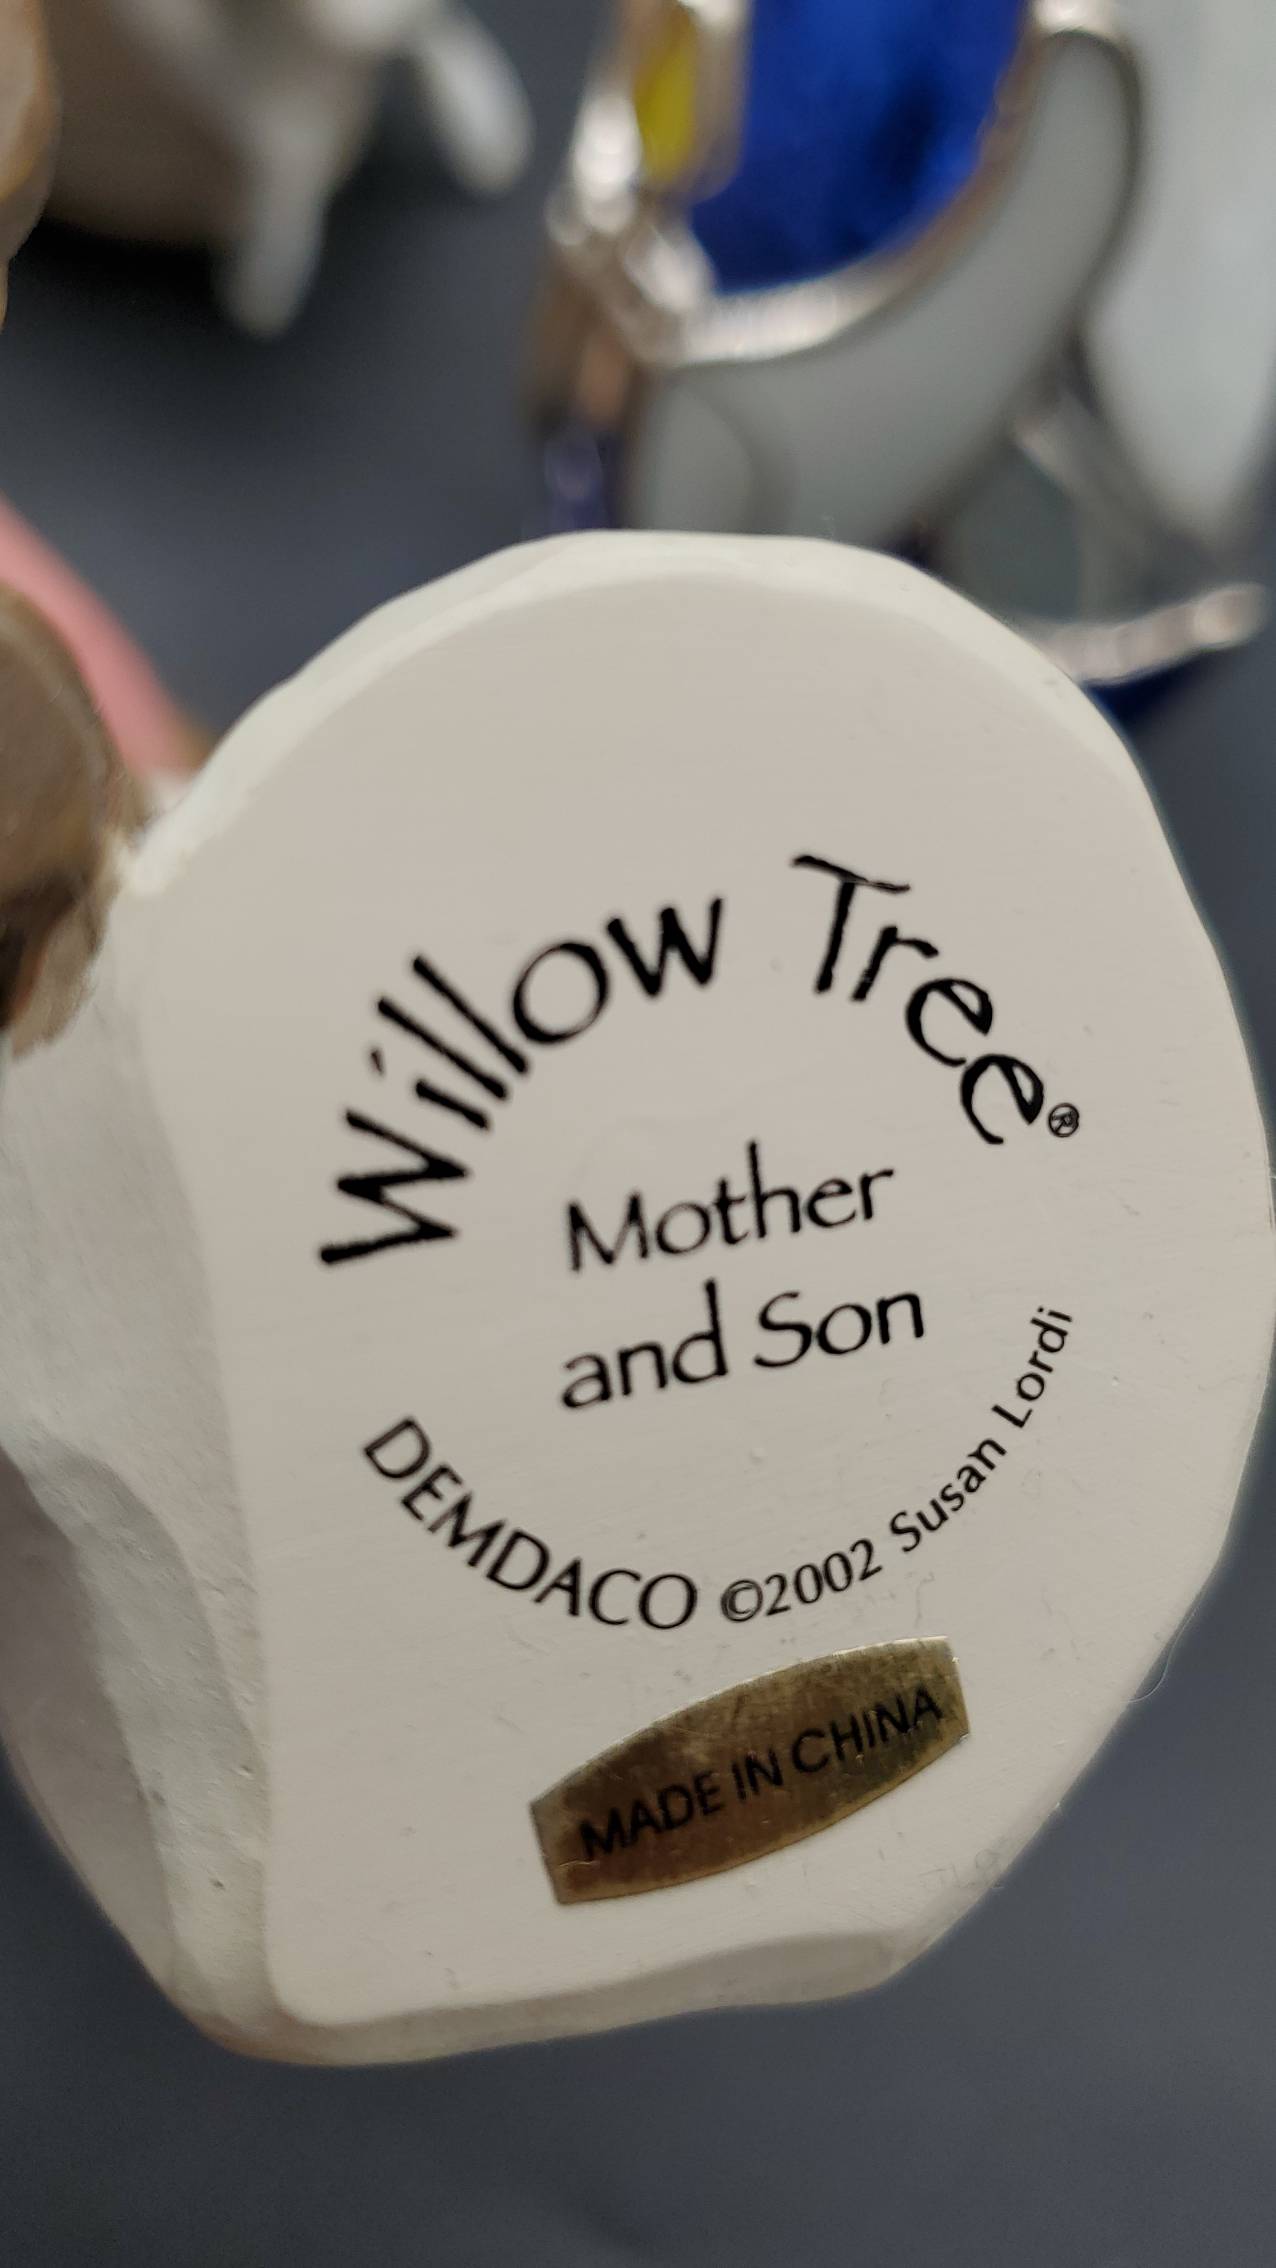 Willow Tree®
Mother
and Son
DEMDACO ©2002 Susan Lordi
MADE IN CHINA